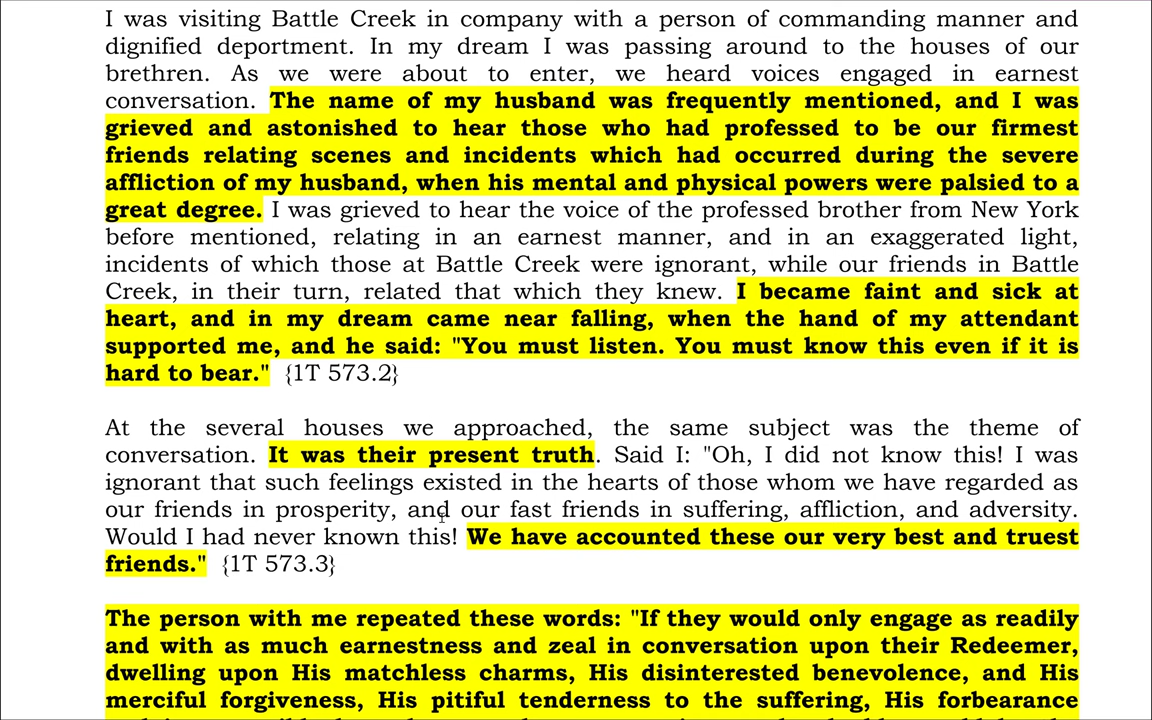 I was visiting Battle Creek in company with a person of commanding manner and
dignified deportment. In my dream I was passing around to the houses of our
brethren. As we were about to enter, we heard voices engaged in earnest
conversation. The name of my husband was frequently mentioned, and I was
grieved and astonished to hear those who had professed to be our firmest
friends relating scenes and incidents which had occurred during the severe
affliction of my husband, when his mental and physical powers were palsied to a
great degree. I was grieved to hear the voice of the professed brother from New York
before mentioned, relating in an earnest manner, and in an exaggerated light,
incidents of which those at Battle Creek were ignorant, while our friends in Battle
Creek, in their turn, related that which they knew. I became faint and sick at
heart, and in my dream came near falling, when the hand of my attendant
supported me, and he said: "You must listen. You must know this even if it is
hard to bear." {1T 573.2}
At the several houses we approached, the same subject was the theme of
conversation. It was their present truth. Said I: "Oh, I did not know this! I was
ignorant that such feelings existed in the hearts of those whom we have regarded as
our friends in prosperity, and our fast friends in suffering, affliction, and adversity.
Would I had never known this! We have accounted these our very best and truest
friends." {1T 573.3}
The person with me repeated these words: "If they would only engage as readily
and with as much earnestness and zeal in conversation upon their Redeemer,
dwelling upon His matchless charms, His disinterested benevolence, and His
merciful forgiveness, His pitiful tenderness to the suffering, His forbearance